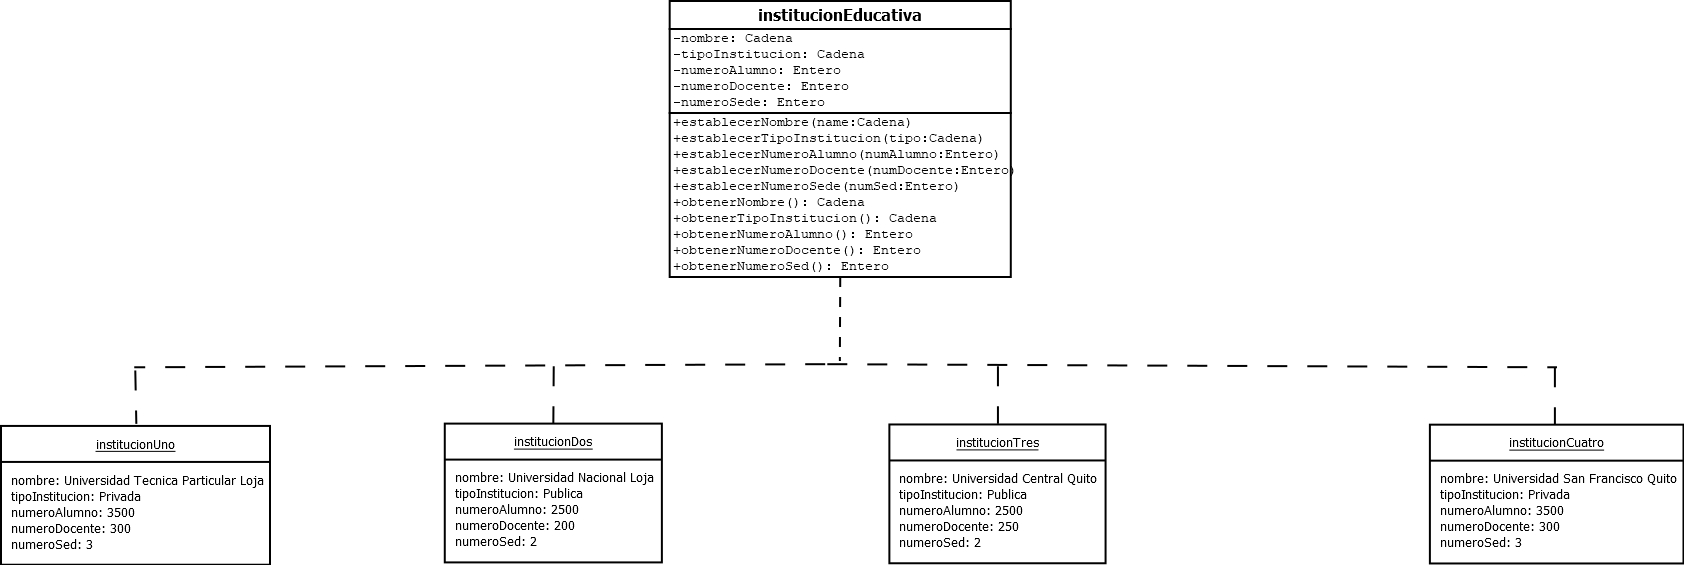 institucionEducativa
-nombre: Cadena
-tipoInstitucion: Cadena
-numeroAlumno: Entero
-numeroDocente: Entero
-numeroSede: Entero
+establecerNombre(name:Cadena)
+establecerTipoInstitucion(tipo:Cadena)
+establecerNumeroAlumno(numAlumno:Entero)
+establecerNumeroDocente(numDocente:Entero)
+establecerNumeroSede(numSed:Entero)
+obtenerNombre(): Cadena
+obtenerTipoInstitucion(): Cadena
+obtenerNumeroAlumno(): Entero
+obtenerNumeroDocente(): Entero
+obtenerNumeroSed(): Entero
institucionUno
nombre: Universidad Tecnica Particular Loja
tipoInstitucion: Privada
numeroAlumno: 3500
numeroDocente: 300
numeroSed: 3
institucionDos
nombre: Universidad Nacional Loja
tipoInstitucion: Publica
numeroAlumno: 2500
numeroDocente: 200
numeroSed: 2
institucionTres
nombre: Universidad Central Quito
tipoInstitucion: Publica
numeroAlumno: 2500
numeroDocente: 250
numeroSed: 2
institucionCuatro
nombre: Universidad San Francisco Quito
tipoInstitucion: Privada
numeroAlumno: 3500
numeroDocente: 300
numeroSed: 3